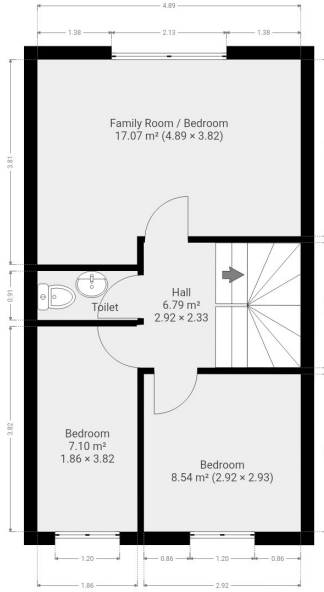 4.89
1.38
2.13
1.38
Family Room / Bedroom
17.07 m² (4.89 × 3.82)
3.81
Hall
6.79 m²
2.92 × 2.33
0.91
Toilet
3.82
Bedroom
7.10 m²
1.86 × 3.82
Bedroom
8.54 m² (2.92 × 2.93)
1.20
0.86
1.20
0.86
1.86
2.92